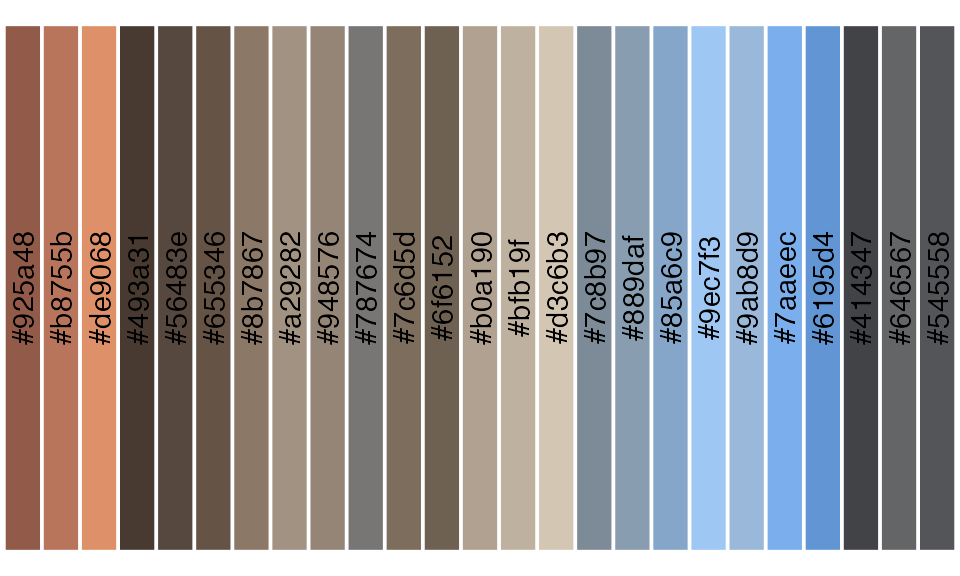 #925a48
#b8755b
#de9068
#493a31
#56483e
#655346
#8b7867
#a29282
#948576
#787674
#7c6d5d
#6f6152
#b0a190
#bfb19f
#d3c6b3
#7c8b97
#889daf
#85a6c9
#9ec7f3
#9ab8d9
#7aaeec
#6195d4
#414347
#646567
#545558